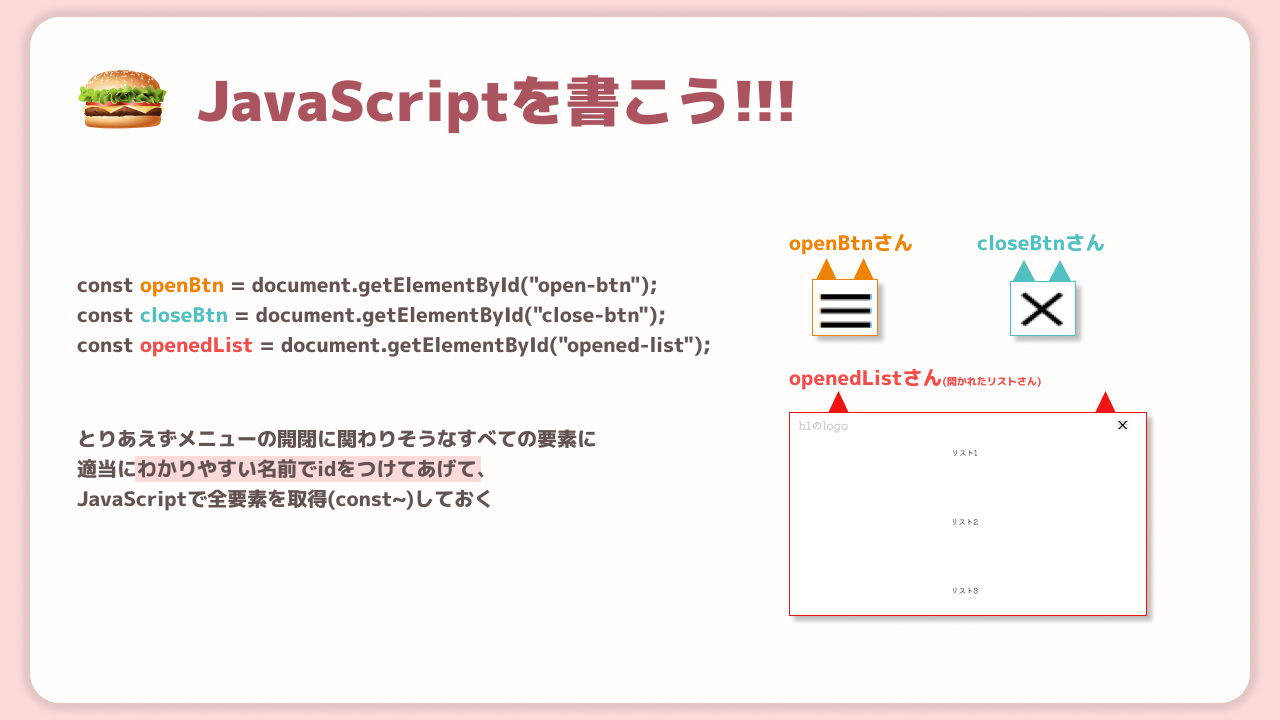 JavaScriptを書こう!!!
const openBtn = document.getElementById("open-btn");
const closeBtn = document.getElementById("close-btn");
const openedList = document.getElementById("opened-list");
とりあえずメニューの開閉に関わりそうなすべての要素に
適当にわかりやすい名前でidをつけてあげて、
JavaScriptで全要素を取得(const~)しておく
openBtnさん
closeBtnさん
openedListさん(開かれたリストさん)
h1のlogo
リスト1
リスト2
リスト3